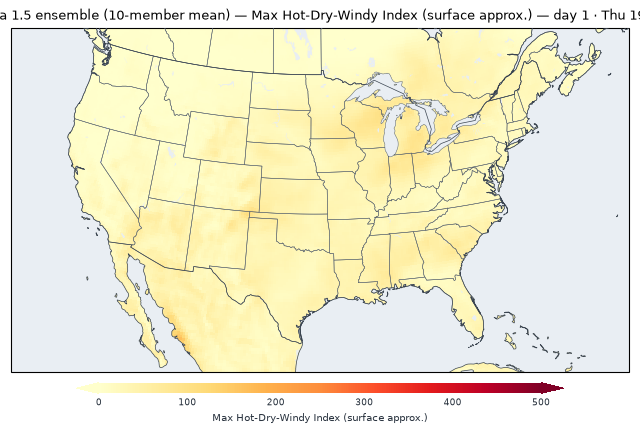 a 1.5 ensemble (10-member mean) — Max Hot-Dry-Windy Index (surface approx.) — day 1 · Thu 19
0 100 200 300 400 500
Max Hot-Dry-Windy Index (surface approx.)